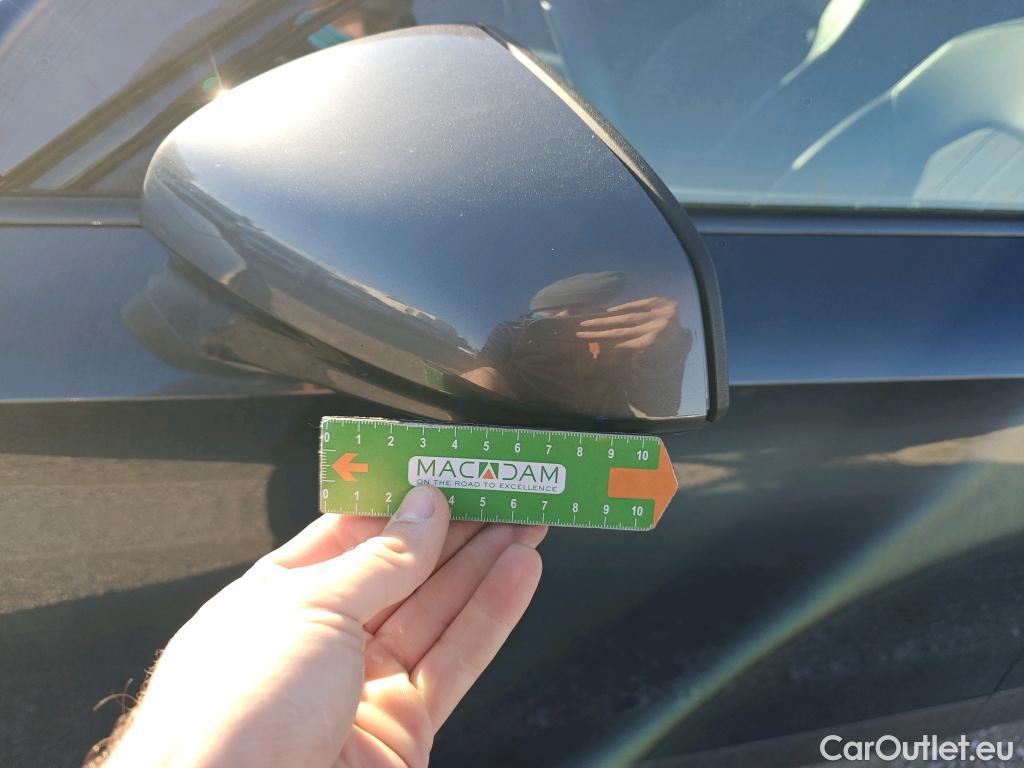 0 1 2 3 4 5 6 7 8 9 10
MACADAM
ON THE ROAD TO EXCELLENCE
0 1 2 4 5 6 7 8 9 10
CarOutlet.eu